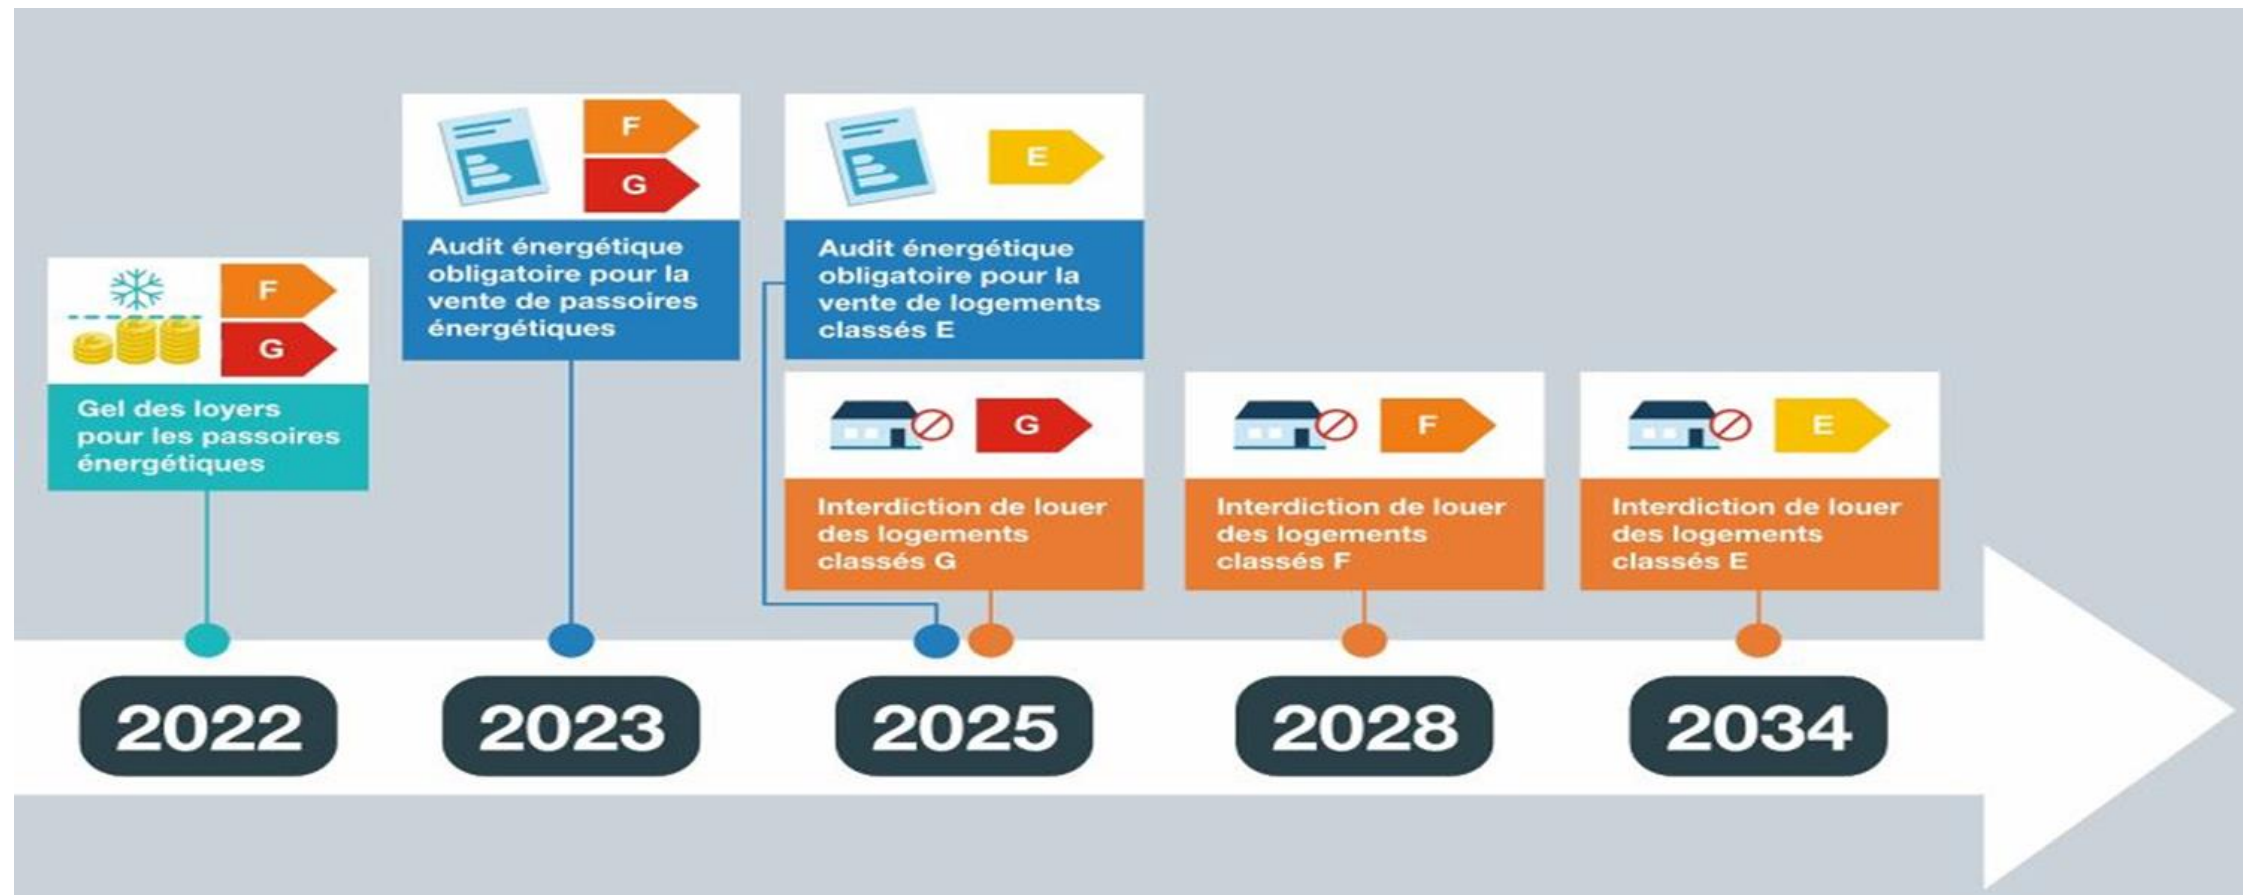 F
G
Gel des loyers
pour les passoires
énergétiques
F
G
Audit énergétique
obligatoire pour la
vente de passoires
énergétiques
E
Audit énergétique
obligatoire pour la
vente de logements
classés E
G
Interdiction de louer
des logements
classés G
F
Interdiction de louer
des logements
classés F
E
Interdiction de louer
des logements
classés E
2022
2023
2025
2028
2034